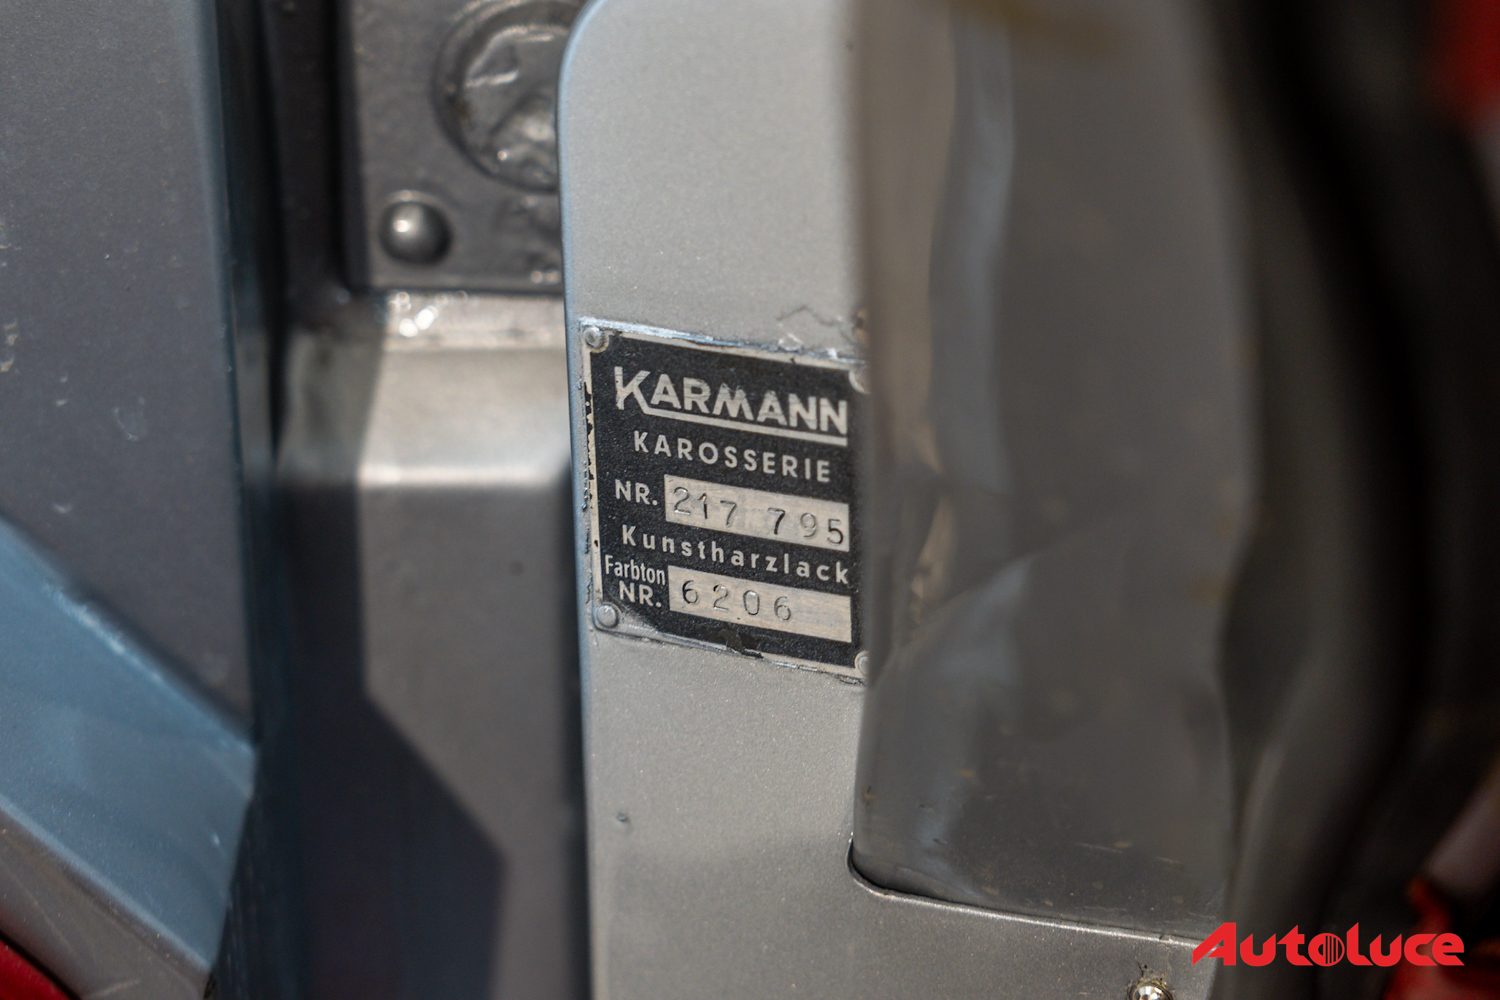 KARMANN
KAROSSERIE
NR. 217 795
Kunstharzlack
Farbton
NR. 6206
Autoluce